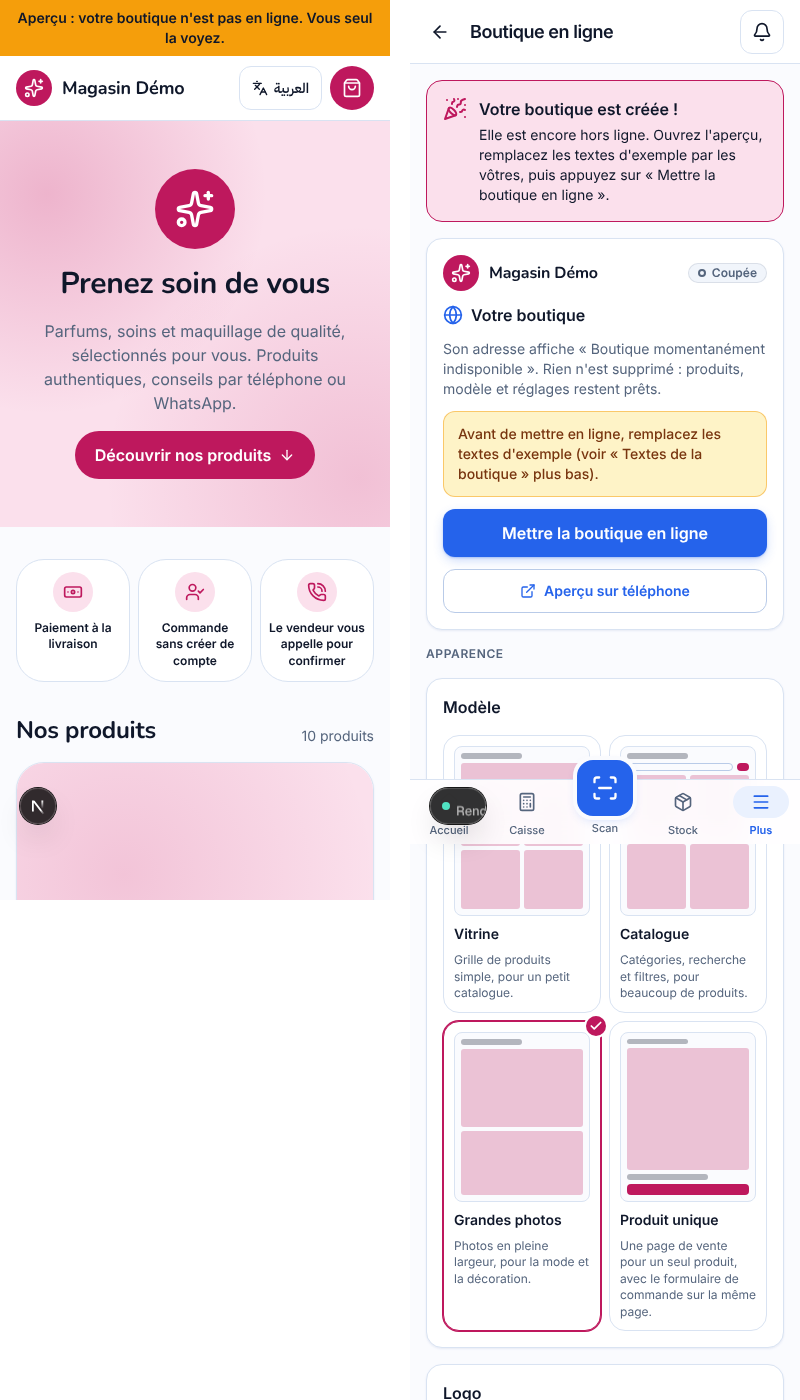 Aperçu : votre boutique n'est pas en ligne. Vous seul
la voyez.
Magasin Démo
العربية
Prenez soin de vous
Parfums, soins et maquillage de qualité,
sélectionnés pour vous. Produits
authentiques, conseils par téléphone ou
WhatsApp.
Découvrir nos produits
Paiement à la
livraison
Commande
sans créer de
compte
Le vendeur vous
appelle pour
confirmer
Nos produits
10 produits
N
Boutique en ligne
Votre boutique est créée !
Elle est encore hors ligne. Ouvrez l'aperçu,
remplacez les textes d'exemple par les
vôtres, puis appuyez sur « Mettre la
boutique en ligne ».
Magasin Démo
Coupée
Votre boutique
Son adresse affiche « Boutique momentanément
indisponible ». Rien n'est supprimé : produits,
modèle et réglages restent prêts.
Avant de mettre en ligne, remplacez les
textes d'exemple (voir « Textes de la
boutique » plus bas).
Mettre la boutique en ligne
Aperçu sur téléphone
APPARENCE
Modèle
Accueil
Caisse
Scan
Stock
Plus
Vitrine
Grille de produits
simple, pour un petit
catalogue.
Catalogue
Catégories, recherche
et filtres, pour
beaucoup de produits.
Grandes photos
Photos en pleine
largeur, pour la mode et
la décoration.
Produit unique
Une page de vente
pour un seul produit,
avec le formulaire de
commande sur la même
page.
Logo